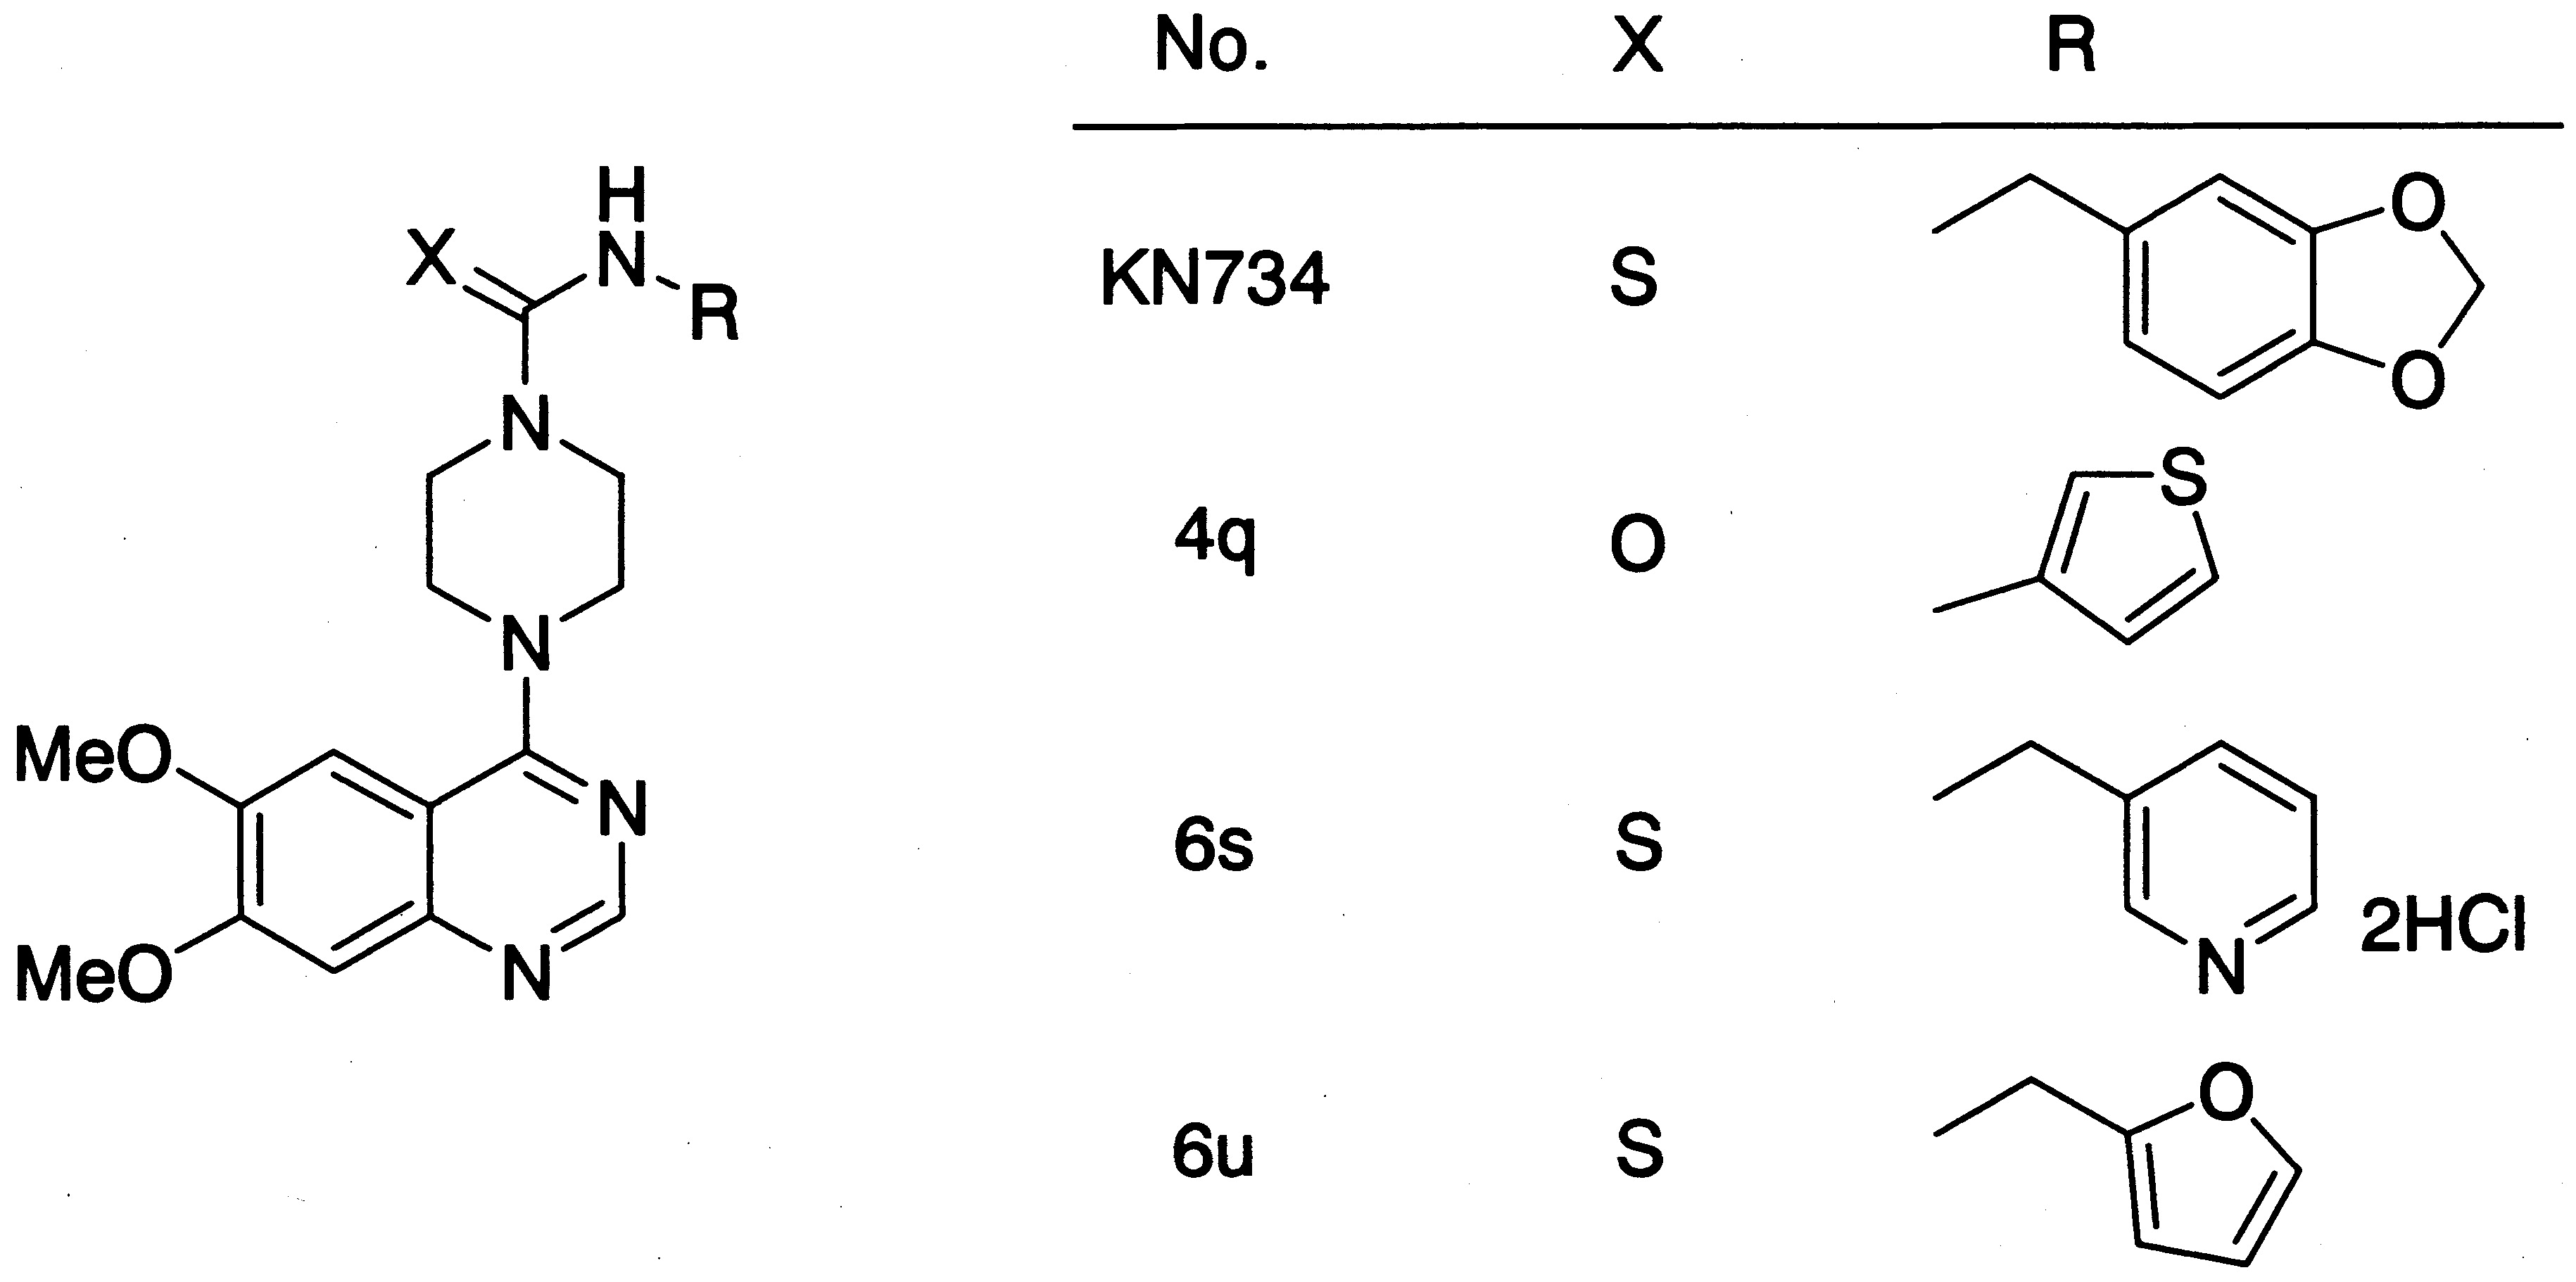 No. X R
H
X N
R
KN734 S O
O
N
4q O S
N
MeO N
MeO N
6s S N 2HCl
6u S O